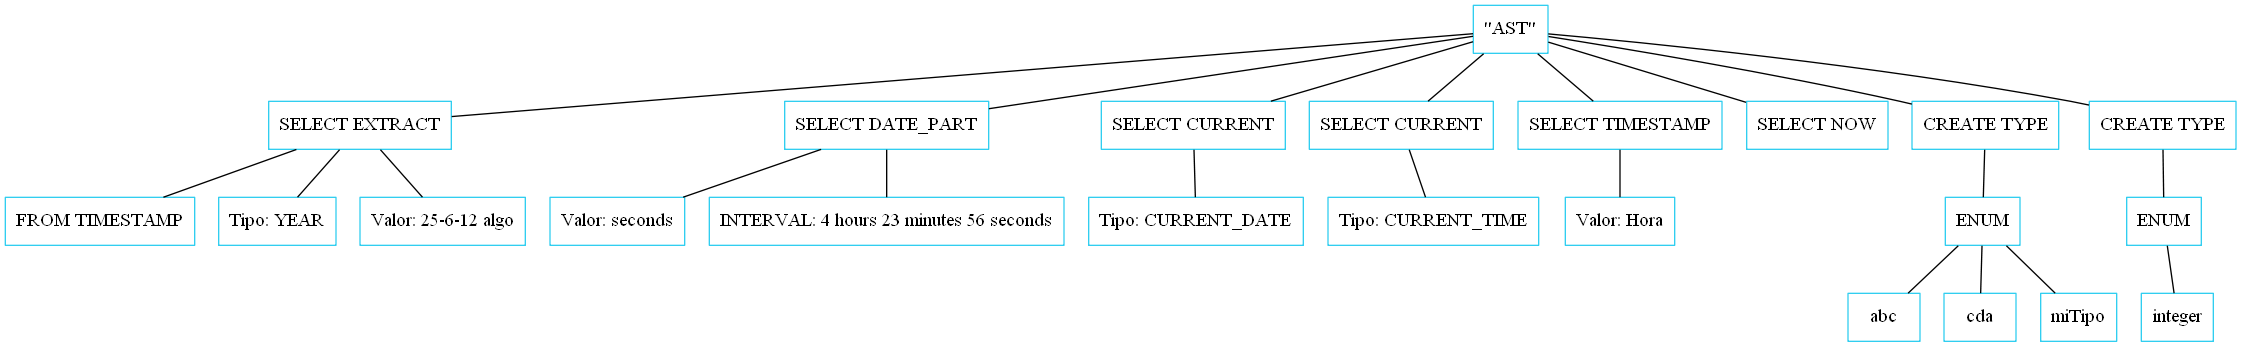 "AST"
SELECT EXTRACT
SELECT DATE_PART
SELECT CURRENT
SELECT CURRENT
SELECT TIMESTAMP
SELECT NOW
CREATE TYPE
CREATE TYPE
FROM TIMESTAMP
Tipo: YEAR
Valor: 25-6-12 algo
Valor: seconds
INTERVAL: 4 hours 23 minutes 56 seconds
Tipo: CURRENT_DATE
Tipo: CURRENT_TIME
Valor: Hora
ENUM
ENUM
abc
cda
miTipo
integer